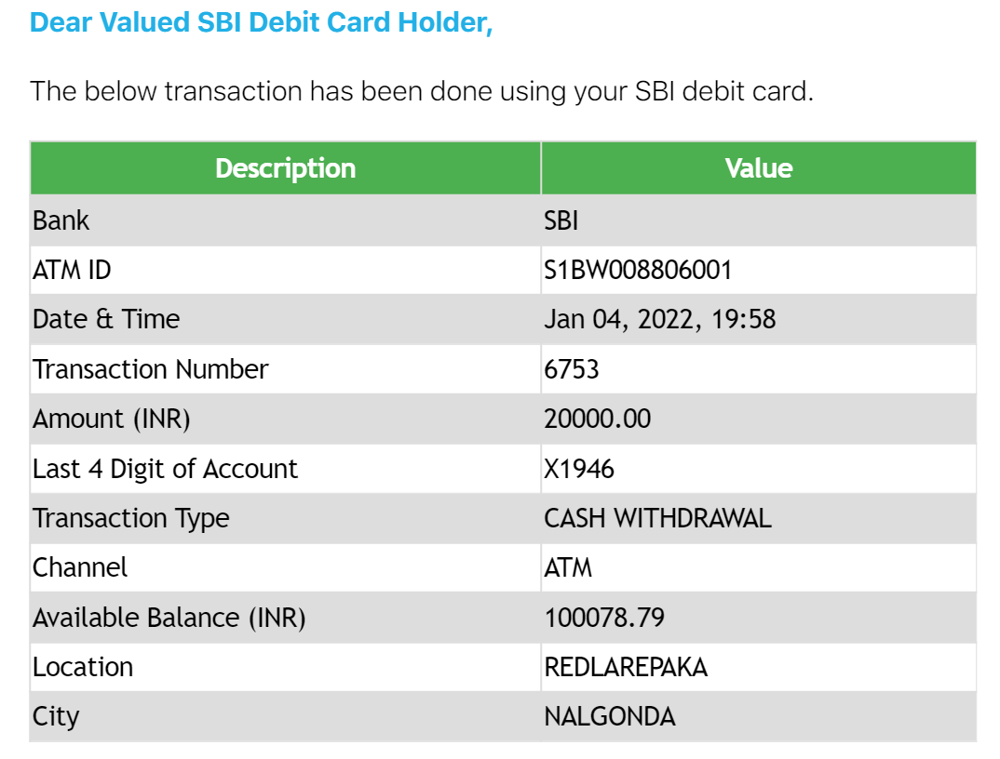 Dear Valued SBI Debit Card Holder,
The below transaction has been done using your SBI debit card.
Description Value
Bank SBI
ATM ID S1BW008806001
Date & Time Jan 04, 2022, 19:58
Transaction Number 6753
Amount (INR) 20000.00
Last 4 Digit of Account X1946
Transaction Type CASH WITHDRAWAL
Channel ATM
Available Balance (INR) 100078.79
Location REDLAREPAKA
City NALGONDA